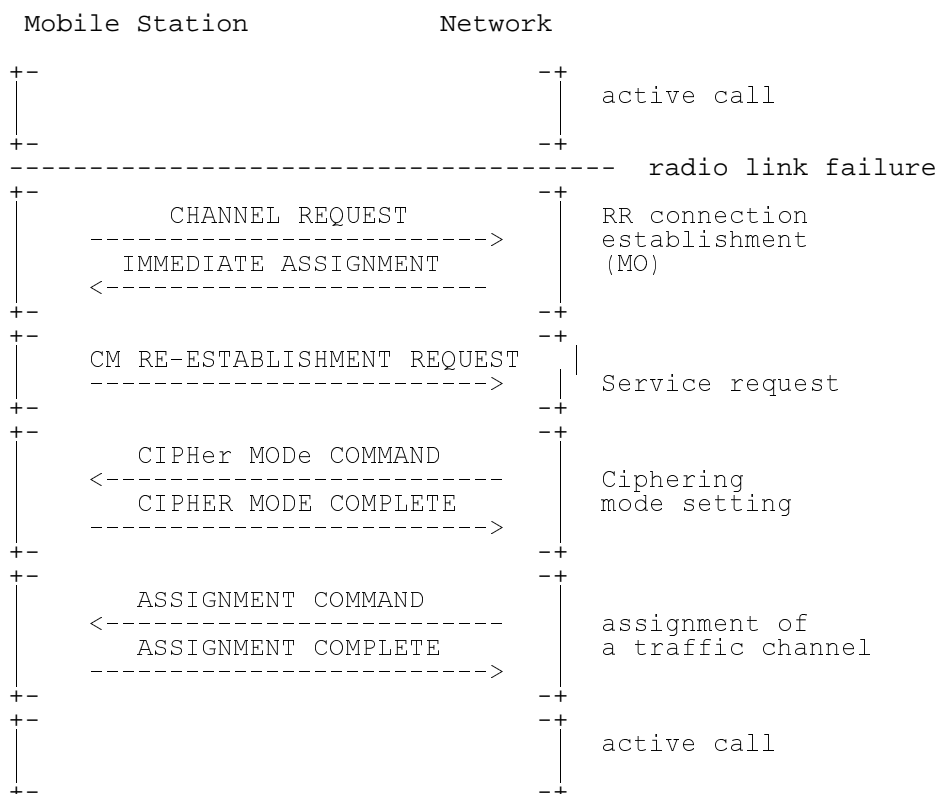 Mobile Station Network
active call
radio link failure
CHANNEL REQUEST RR connection
establishment
IMMEDIATE ASSIGNMENT (MO)
CM RE-ESTABLISHMENT REQUEST
Service request
CIPHer MODe COMMAND
Ciphering
CIPHER MODE COMPLETE mode setting
ASSIGNMENT COMMAND
assignment of
ASSIGNMENT COMPLETE a traffic channel
active call